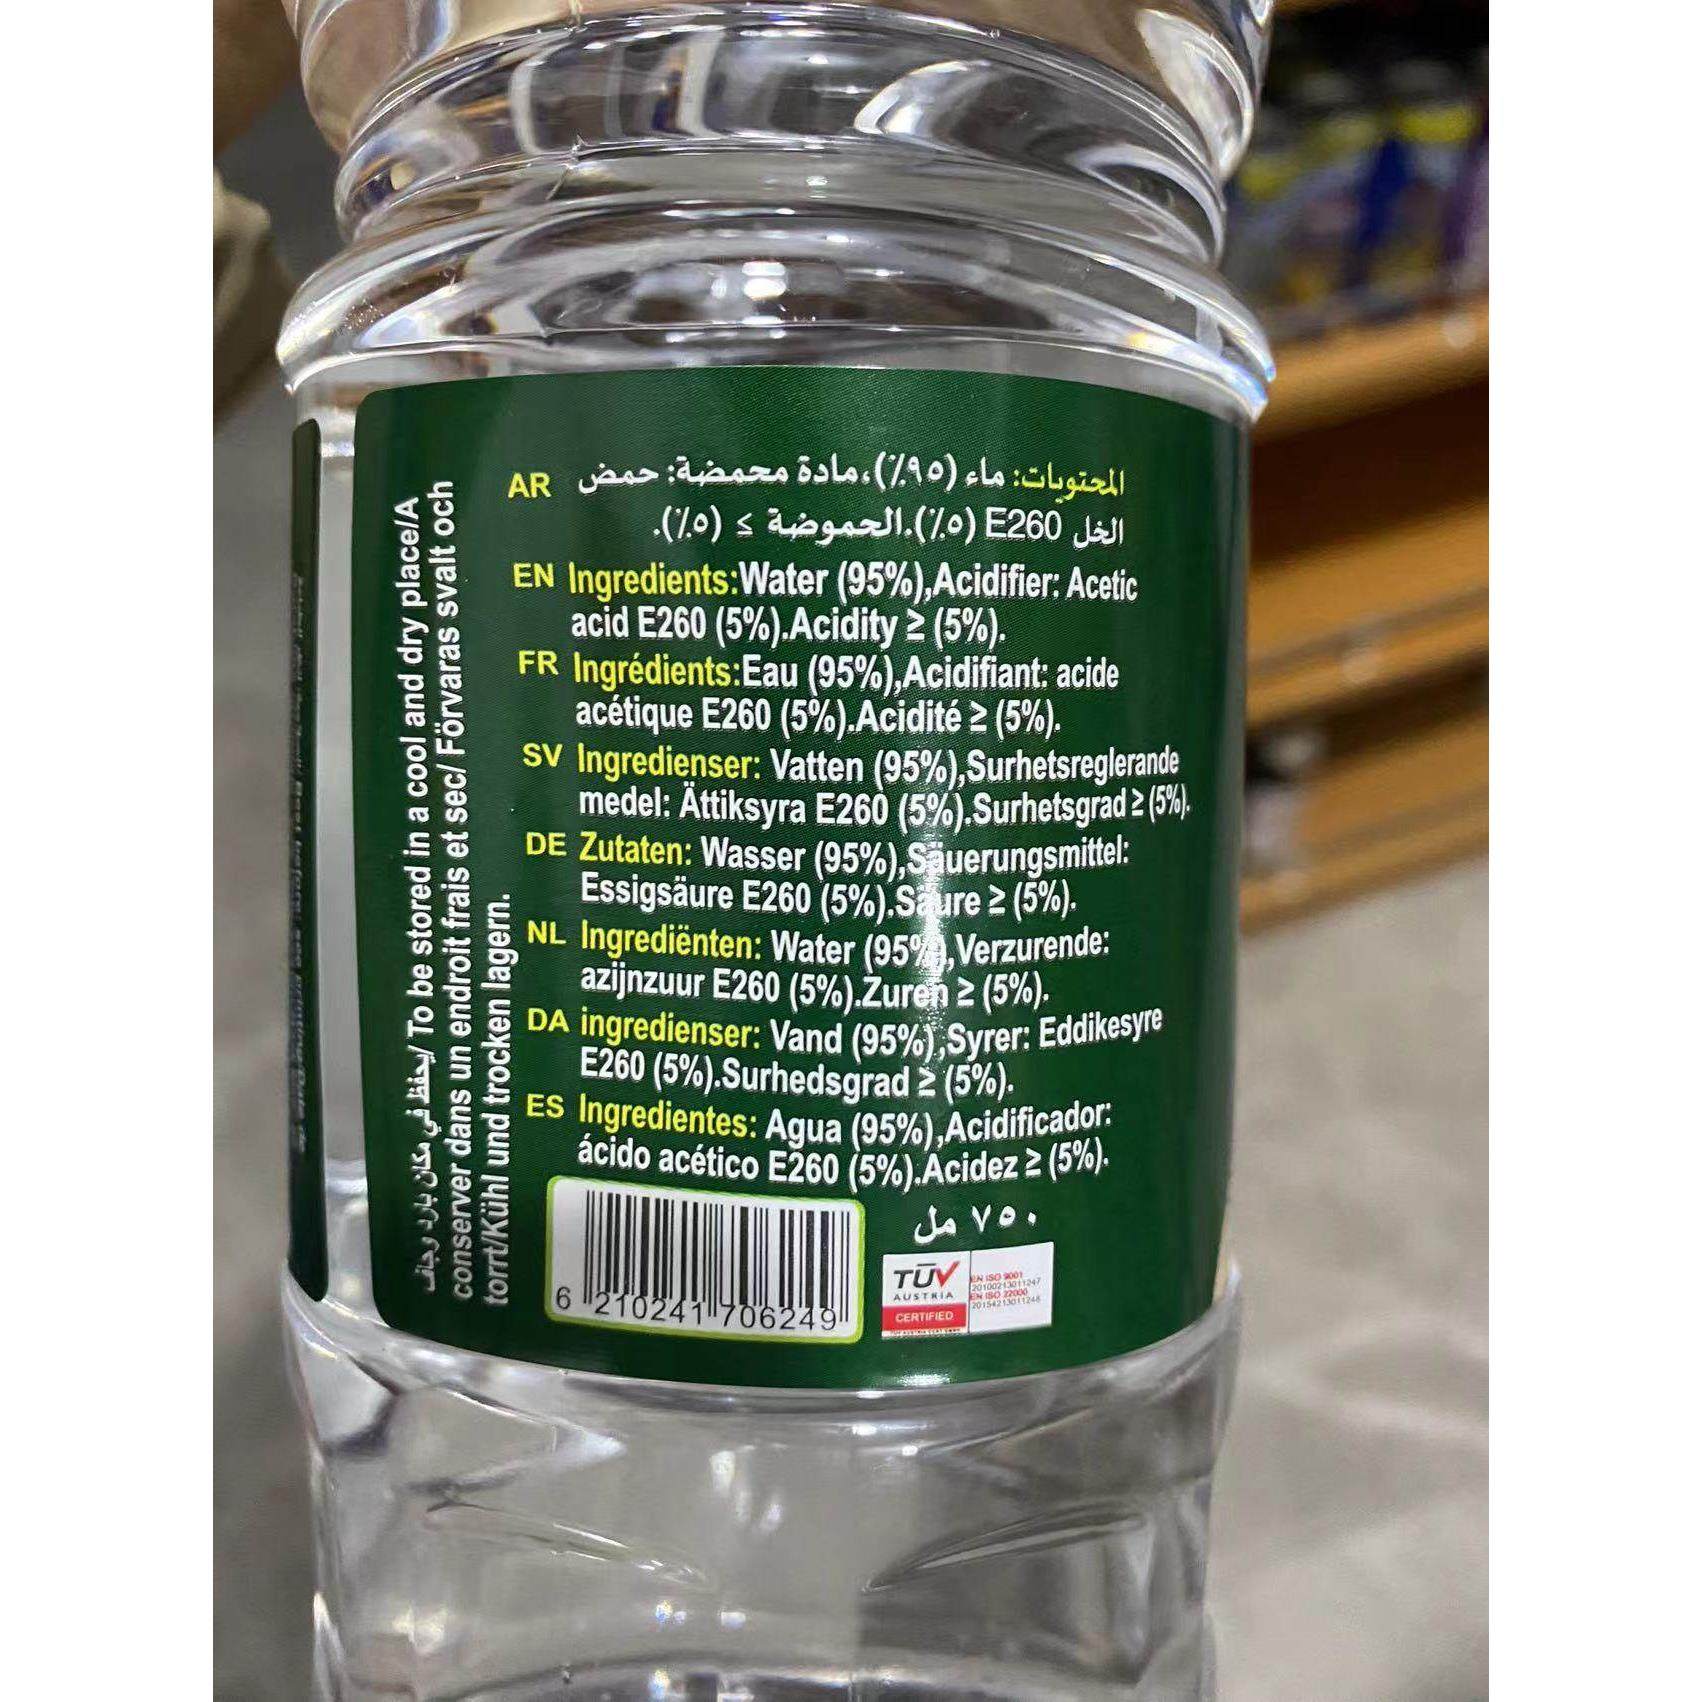 AR المحتويات: ماء (٩٥٪)،مادة محمضة: حمض
الخل E260 (٥٪).الحموضة ≥ (٥٪).
EN Ingredients:Water (95%),Acidifier: Acetic
acid E260 (5%).Acidity ≥ (5%).
FR Ingrédients:Eau (95%),Acidifiant: acide
acétique E260 (5%).Acidité ≥ (5%).
SV Ingredienser: Vatten (95%),Surhetsreglerande
medel: Ättiksyra E260 (5%).Surhetsgrad ≥ (5%).
DE Zutaten: Wasser (95%),Säuerungsmittel:
Essigsäure E260 (5%).Säure ≥ (5%).
NL Ingrediënten: Water (95%),Verzurende:
azijnzuur E260 (5%).Zuren ≥ (5%).
DA ingredienser: Vand (95%),Syrer: Eddikesyre
E260 (5%).Surhedsgrad ≥ (5%).
ES Ingredientes: Agua (95%),Acidificador:
ácido acético E260 (5%).Acidez ≥ (5%).
يحفظ في مكان بارد وجاف/ To be stored in a cool and dry place/A
conserver dans un endroit frais et sec/ Förvaras svalt och
torrt/Kühl und trocken lagern.
6 210241 706249
٧٥٠ مل
TÜV
AUSTRIA
CERTIFIED
EN ISO 9001
20100213011247
EN ISO 22000
20154213011248